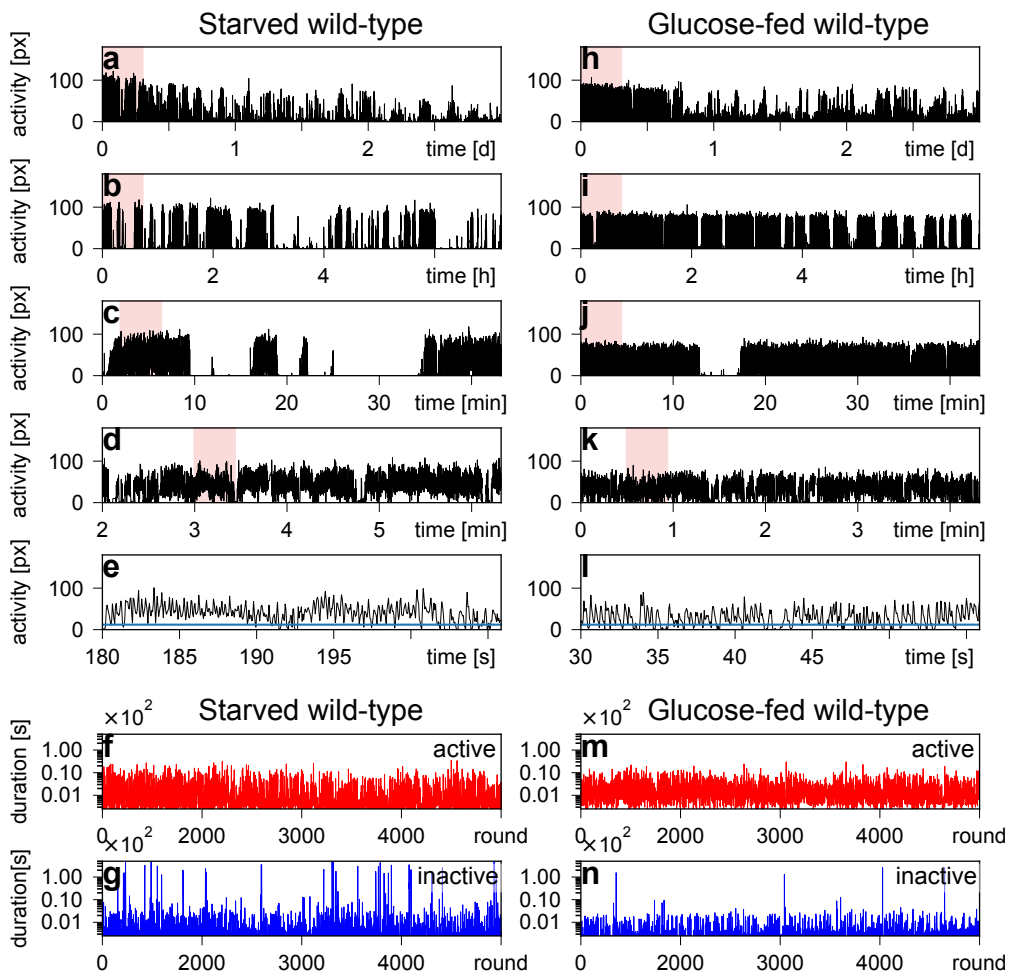 Starved wild-type Glucose-fed wild-type
activity [px]
a
100
0
0 1 2 time [d]
h
0 1 2 time [d]
activity [px]
b
100
0
0 2 4 time [h]
i
100
0
0 2 4 time [h]
activity [px]
c
100
0
0 10 20 30 time [min]
j
100
0
0 10 20 30 time [min]
activity [px]
d
100
0
2 3 4 5 time [min]
k
100
0
0 1 2 3 time [min]
activity [px]
e
100
0
180 185 190 195 time [s]
l
100
0
30 35 40 45 time [s]
Starved wild-type Glucose-fed wild-type
×10²
duration [s]
f active
1.00
0.10
0.01
0 2000 3000 4000 round
×10²
m active
1.00
0.10
0.01
0 2000 3000 4000 round
×10²
duration[s]
g inactive
1.00
0.10
0.01
0 2000 3000 4000 round
×10²
n inactive
1.00
0.10
0.01
0 2000 3000 4000 round